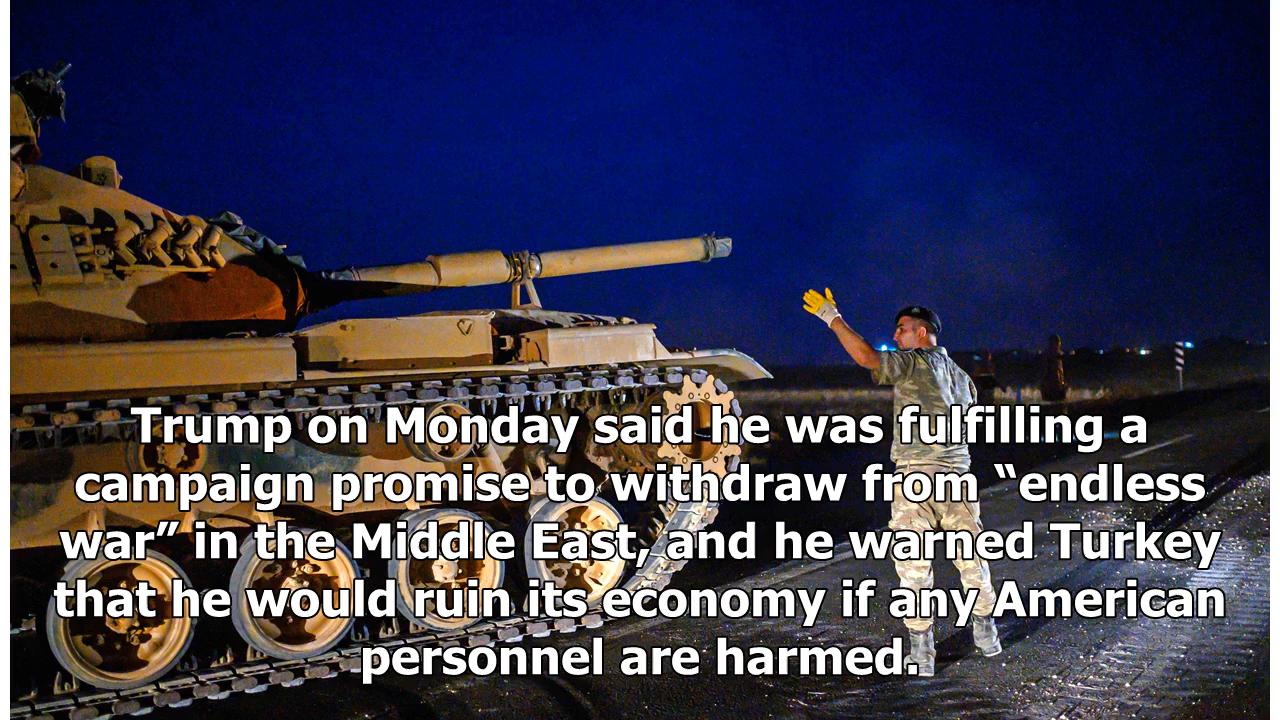 Trump on Monday said he was fulfilling a
campaign promise to withdraw from “endless
war” in the Middle East, and he warned Turkey
that he would ruin its economy if any American
personnel are harmed.